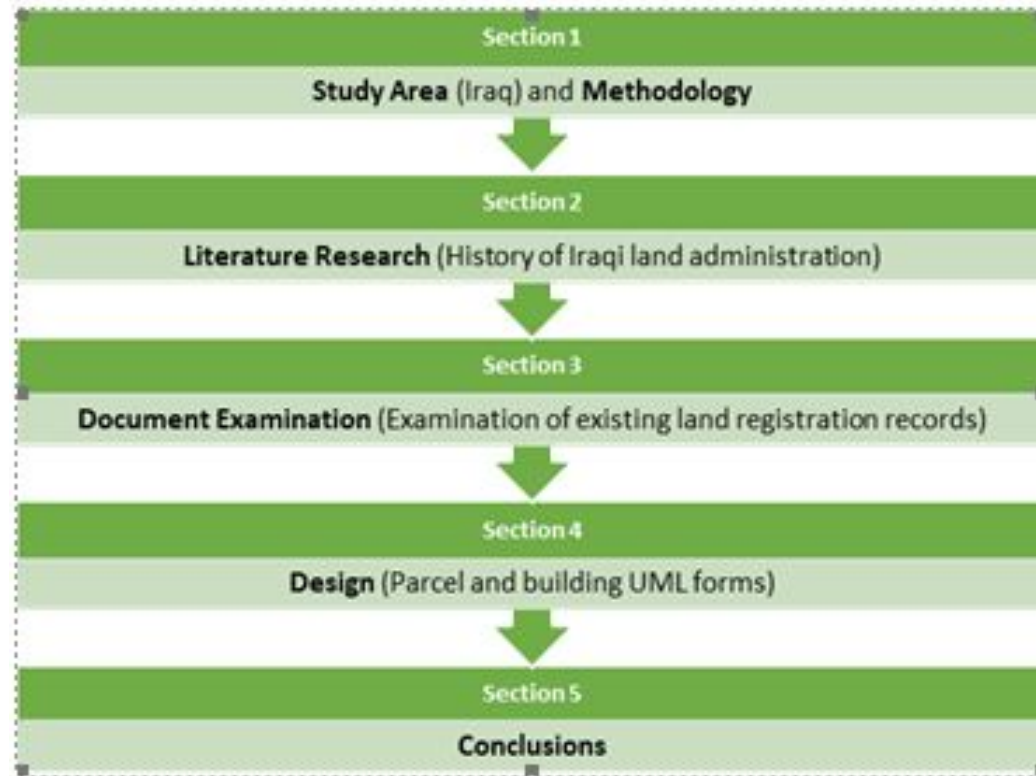 Section 1
Study Area (Iraq) and Methodology
Section 2
Literature Research (History of Iraqi land administration)
Section 3
Document Examination (Examination of existing land registration records)
Section 4
Design (Parcel and building UML forms)
Section 5
Conclusions